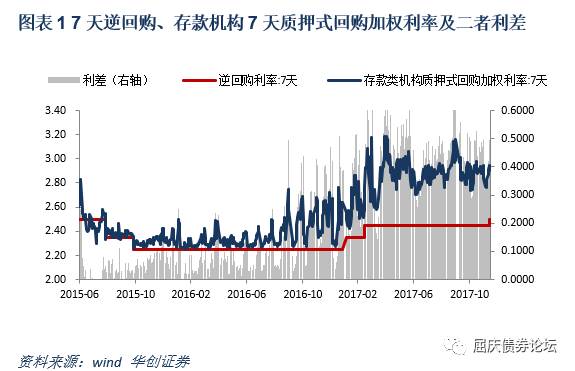 图表 1 7 天逆回购、存款机构 7 天质押式回购加权利率及二者利差
利差（右轴） 逆回购利率:7天 存款类机构质押式回购加权利率:7天
3.40 0.6000
3.20 0.5000
3.00 0.4000
2.80 0.3000
2.60
2.40 0.2000
2.20 0.1000
2.00 0.0000
2015-06 2015-10 2016-02 2016-06 2016-10 2017-02 2017-06 2017-10
屈庆债券论坛
资料来源：wind 华创证券